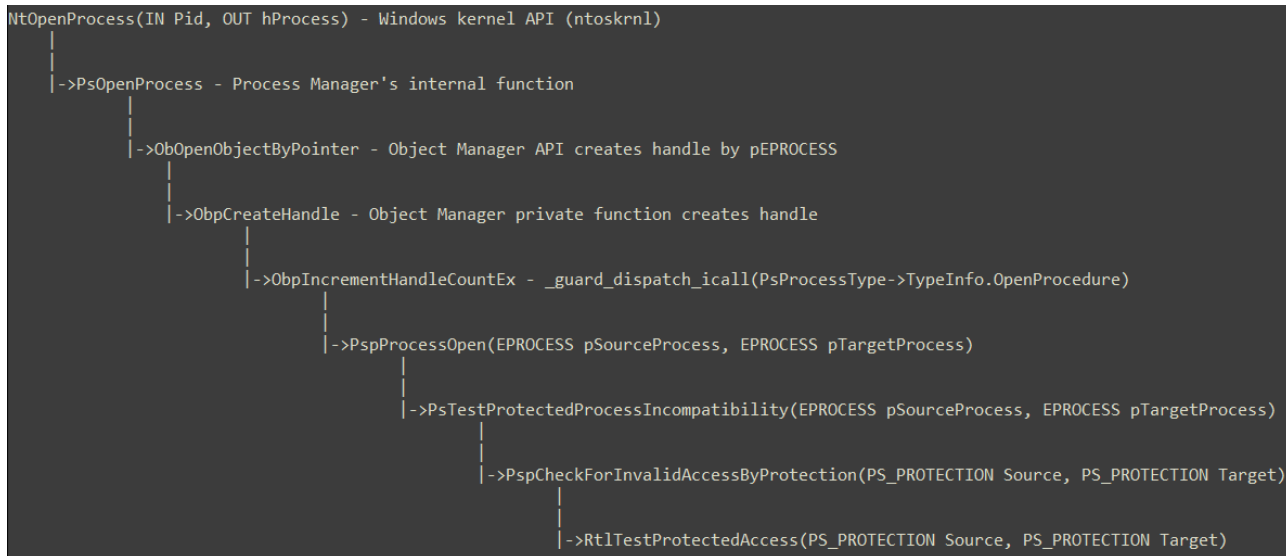 NtOpenProcess(IN Pid, OUT hProcess) - Windows kernel API (ntoskrnl)
|->PsOpenProcess - Process Manager's internal function
|->ObOpenObjectByPointer - Object Manager API creates handle by pEPROCESS
|->ObpCreateHandle - Object Manager private function creates handle
|->ObpIncrementHandleCountEx - _guard_dispatch_icall(PsProcessType->TypeInfo.OpenProcedure)
|->PspProcessOpen(EPROCESS pSourceProcess, EPROCESS pTargetProcess)
|->PsTestProtectedProcessIncompatibility(EPROCESS pSourceProcess, EPROCESS pTargetProcess)
|->PspCheckForInvalidAccessByProtection(PS_PROTECTION Source, PS_PROTECTION Target)
|->RtlTestProtectedAccess(PS_PROTECTION Source, PS_PROTECTION Target)